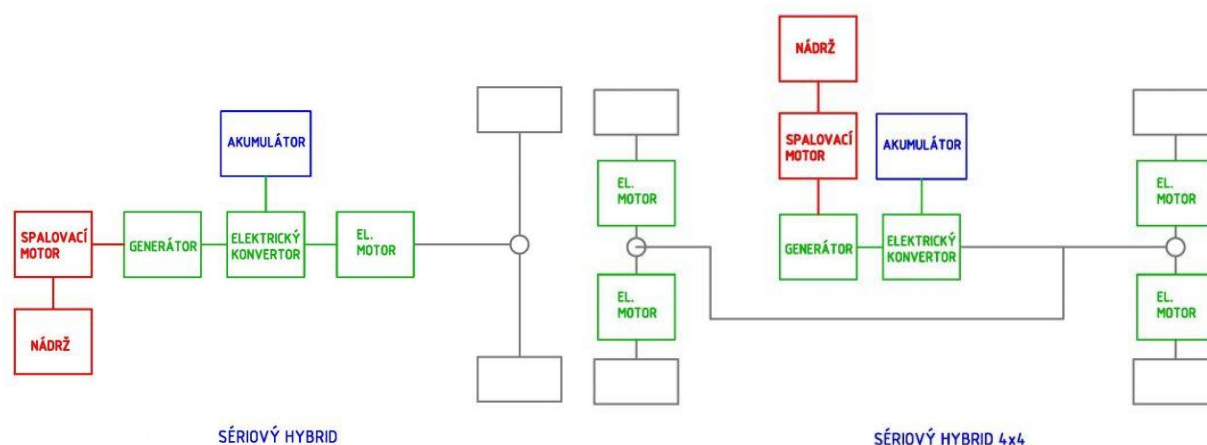 AKUMULÁTOR
SPALOVACÍ
MOTOR
GENERÁTOR
ELEKTRICKÝ
KONVERTOR
EL.
MOTOR
NÁDRŽ
SÉRIOVÝ HYBRID
NÁDRŽ
SPALOVACÍ
MOTOR
AKUMULÁTOR
EL.
MOTOR
EL.
MOTOR
GENERÁTOR
ELEKTRICKÝ
KONVERTOR
EL.
MOTOR
EL.
MOTOR
SÉRIOVÝ HYBRID 4x4